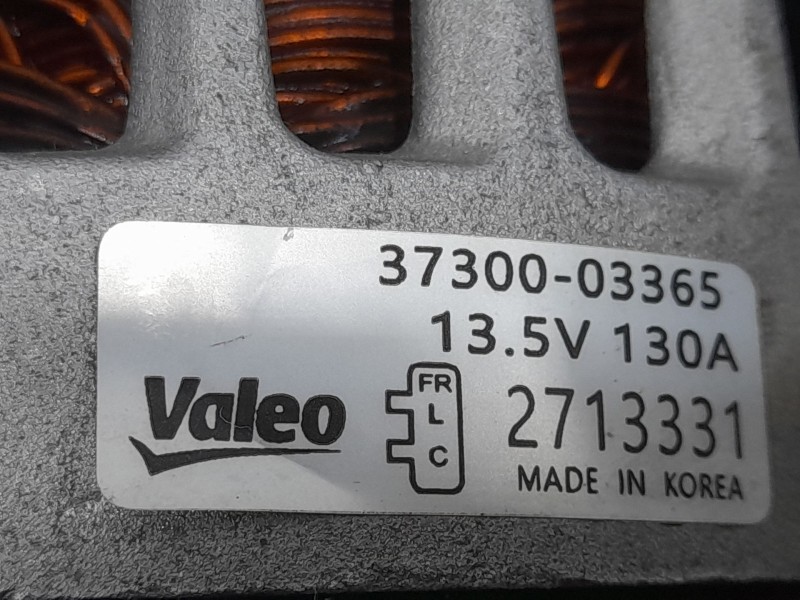 37300-03365
13.5V 130A
Valeo
FR
L
C
2713331
MADE IN KOREA